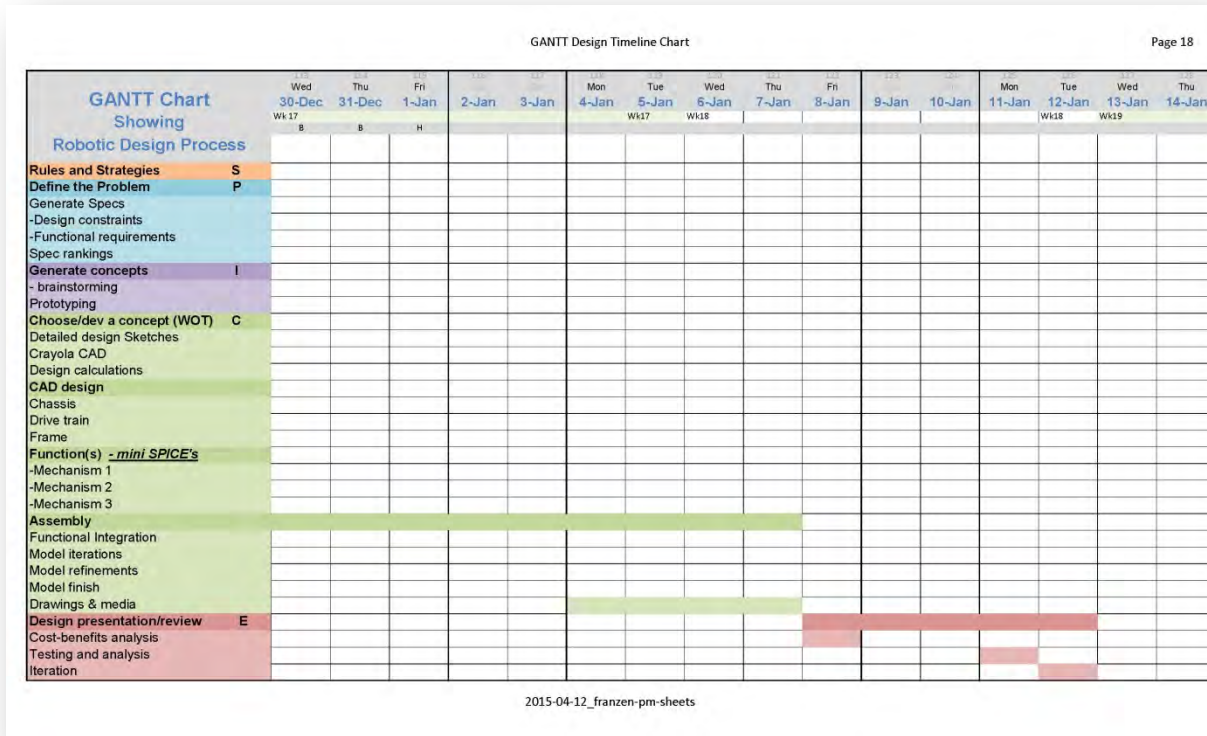 GANTT Design Timeline Chart
Page 18
GANTT Chart
Showing
Robotic Design Process
Wed Thu Fri Mon Tue Wed Thu Fri Mon Tue Wed Thu
30-Dec 31-Dec 1-Jan 2-Jan 3-Jan 4-Jan 5-Jan 6-Jan 7-Jan 8-Jan 9-Jan 10-Jan 11-Jan 12-Jan 13-Jan 14-Jan
Wk 17 Wk17 Wk18 Wk18 Wk19
B B H
Rules and Strategies S
Define the Problem P
Generate Specs
-Design constraints
-Functional requirements
Spec rankings
Generate concepts I
- brainstorming
Prototyping
Choose/dev a concept (WOT) C
Detailed design Sketches
Crayola CAD
Design calculations
CAD design
Chassis
Drive train
Frame
Function(s) - mini SPICE's
-Mechanism 1
-Mechanism 2
-Mechanism 3
Assembly
Functional Integration
Model iterations
Model refinements
Model finish
Drawings & media
Design presentation/review E
Cost-benefits analysis
Testing and analysis
Iteration
2015-04-12_franzen-pm-sheets